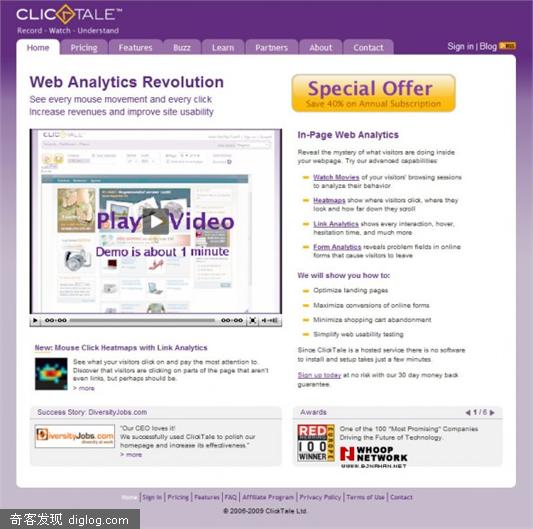 CLICKTALE™
Record - Watch - Understand
Home
Pricing
Features
Buzz
Learn
Partners
About
Contact
Sign in | Blog
Web Analytics Revolution
See every mouse movement and every click
Increase revenues and improve site usability
Special Offer
Save 40% on Annual Subscription
Play Video
Demo is about 1 minute
00:00
00:00
In-Page Web Analytics
Reveal the mystery of what visitors are doing inside
your webpage. Try our advanced capabilities:
Watch Movies of your visitors' browsing sessions
to analyze their behavior
Heatmaps show where visitors click, where they
look and how far down they scroll
Link Analytics shows every interaction, hover,
hesitation time, and much more
Form Analytics reveals problem fields in online
forms that cause visitors to leave
We will show you how to:
Optimize landing pages
Maximize conversions of online forms
Minimize shopping cart abandonment
Simplify web usability testing
Since ClickTale is a hosted service there is no software
to install and setup takes just a few minutes.
Sign up today at no risk with our 30 day money back
guarantee.
New: Mouse Click Heatmaps with Link Analytics
See what your visitors click on and pay the most attention to.
Discover that visitors are clicking on parts of the page that aren't
even links, but perhaps should be.
> more
Success Story: DiversityJobs.com
DiversityJobs.com
diversity at work
"Our CEO loves it!
We successfully used ClickTale to polish our
homepage and increase its effectiveness."
> more
Awards
1 / 6
RED HERRING
100
WINNER
EUROPE
One of the 100 "Most Promising" Companies
Driving the Future of Technology.
WHOOP
NETWORK
Home | Sign In | Pricing | Features | FAQ | Affiliate Program | Privacy Policy | Terms of Use | Contact
© 2006-2009 ClickTale Ltd.
奇客发现 diglog.com